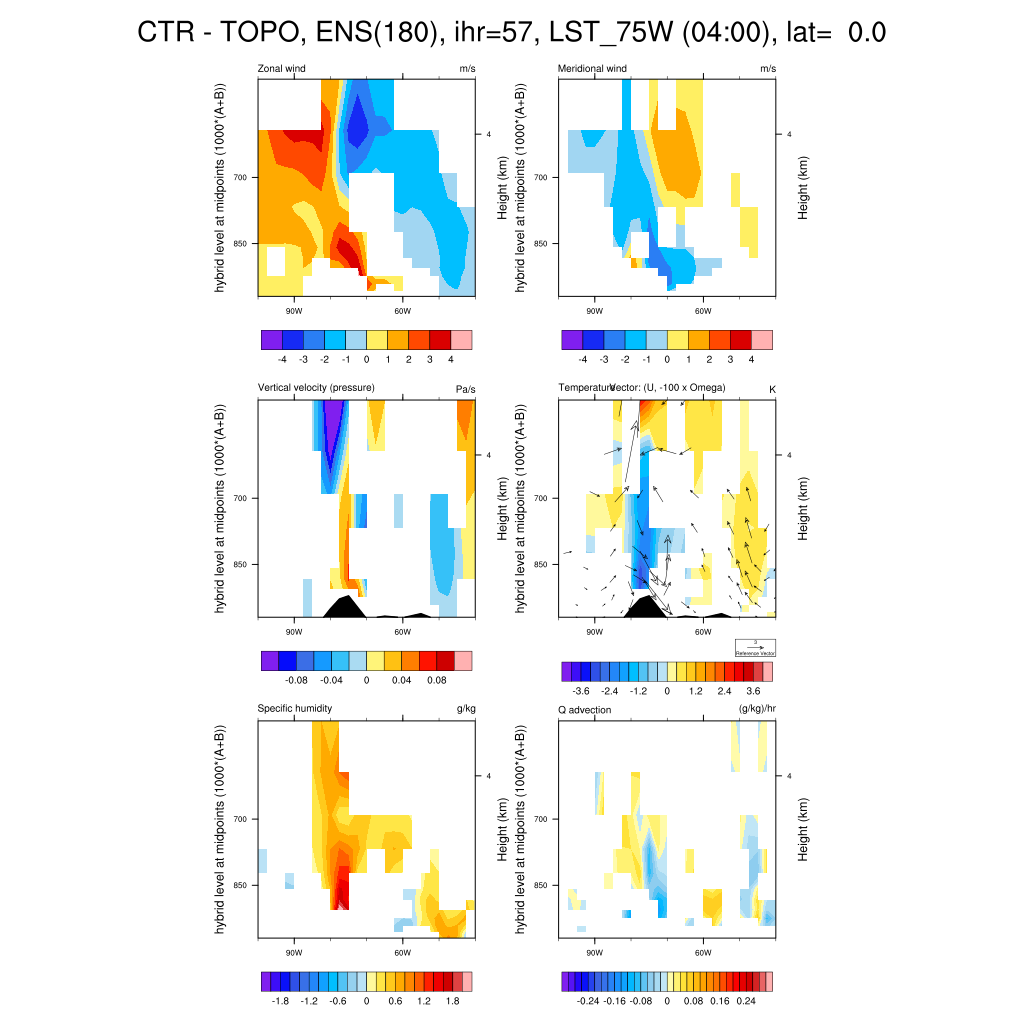 CTR - TOPO, ENS(180), ihr=57, LST_75W (04:00), lat= 0.0
Zonal wind m/s
hybrid level at midpoints (1000*(A+B))
700
850
4
Height (km)
90W 60W
-4 -3 -2 -1 0 1 2 3 4
Meridional wind m/s
hybrid level at midpoints (1000*(A+B))
700
850
4
Height (km)
90W 60W
-4 -3 -2 -1 0 1 2 3 4
Vertical velocity (pressure) Pa/s
hybrid level at midpoints (1000*(A+B))
700
850
4
Height (km)
90W 60W
-0.08 -0.04 0 0.04 0.08
Temperature Vector: (U, -100 x Omega) K
hybrid level at midpoints (1000*(A+B))
700
850
4
Height (km)
90W 60W
3
Reference Vector
-3.6 -2.4 -1.2 0 1.2 2.4 3.6
Specific humidity g/kg
hybrid level at midpoints (1000*(A+B))
700
850
4
Height (km)
90W 60W
-1.8 -1.2 -0.6 0 0.6 1.2 1.8
Q advection (g/kg)/hr
hybrid level at midpoints (1000*(A+B))
700
850
4
Height (km)
90W 60W
-0.24 -0.16 -0.08 0 0.08 0.16 0.24